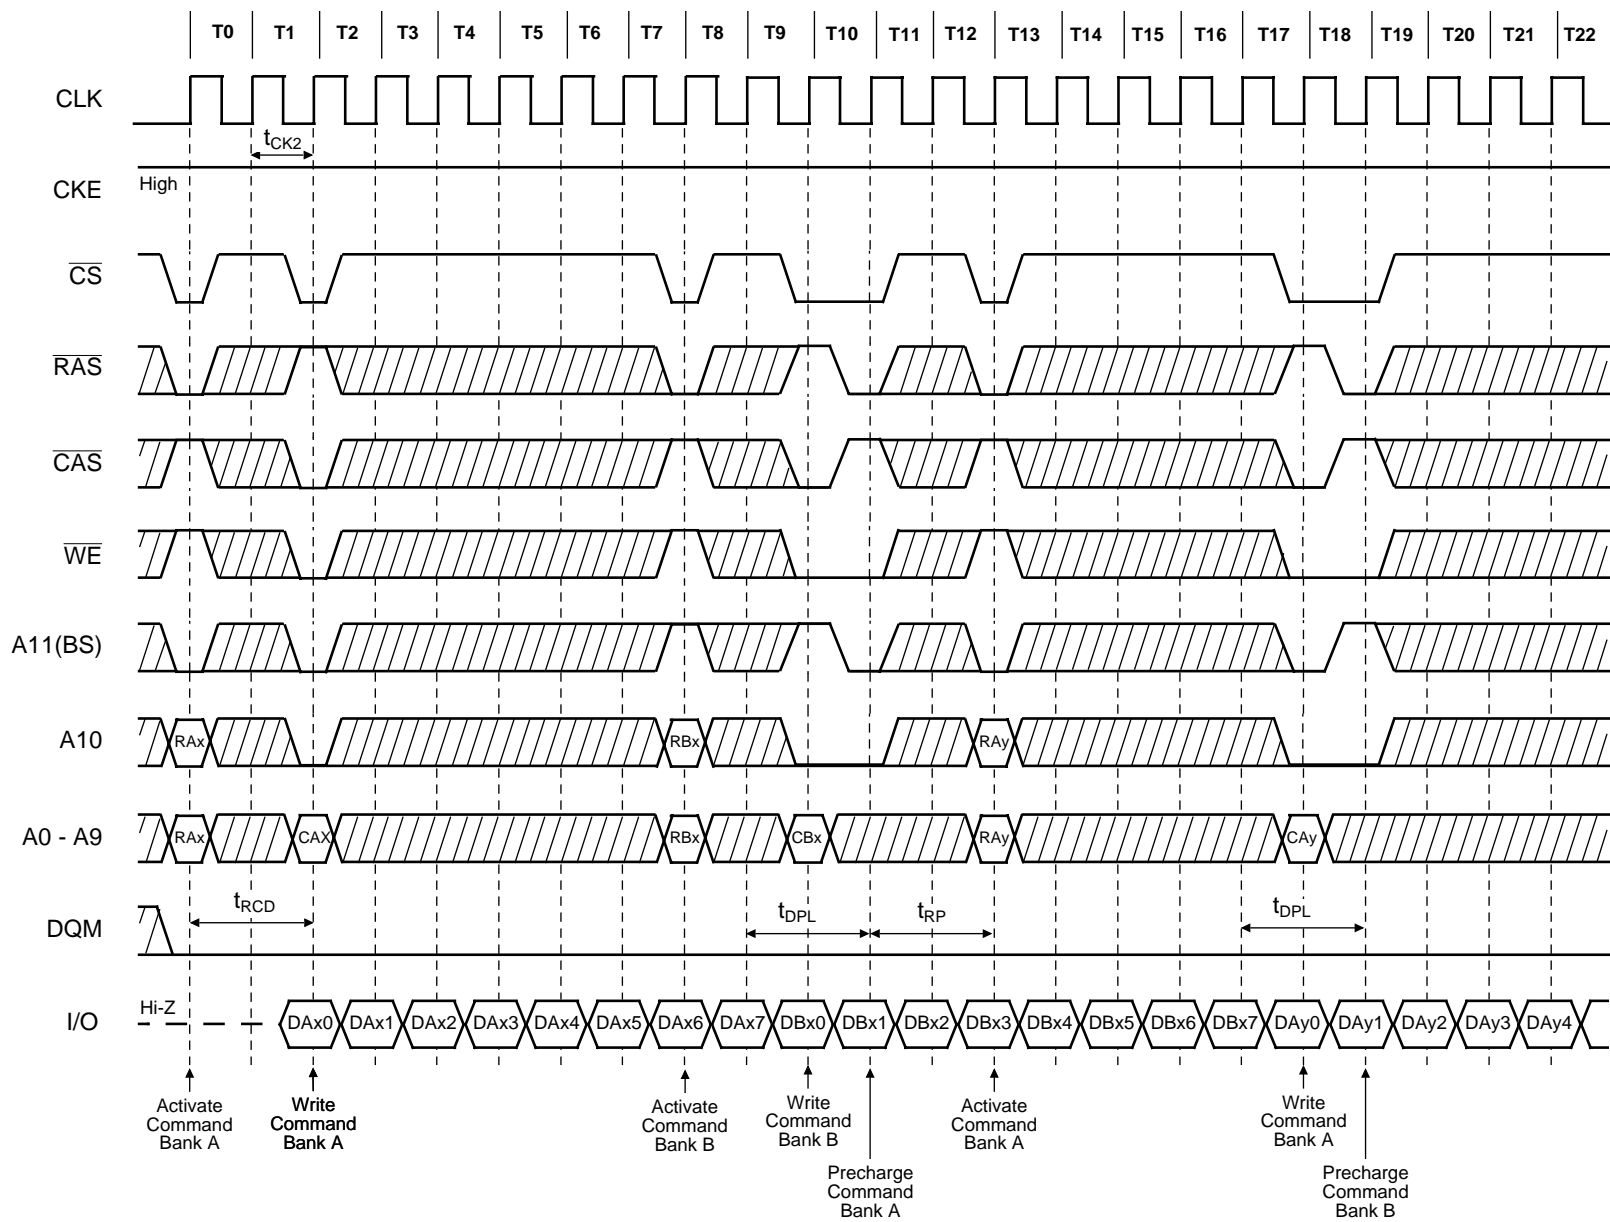 T0 T1 T2 T3 T4 T5 T6 T7 T8 T9 T10 T11 T12 T13 T14 T15 T16 T17 T18 T19 T20 T21 T22
CLK
tCK2
CKE
High
CS
RAS
CAS
WE
A11(BS)
A10
RAx RBx RAy
A0 - A9
RAx CAX RBx CBx RAy CAy
DQM
tRCD tDPL tRP tDPL
I/O
Hi-Z
DAx0 DAx1 DAx2 DAx3 DAx4 DAx5 DAx6 DAx7 DBx0 DBx1 DBx2 DBx3 DBx4 DBx5 DBx6 DBx7 DAy0 DAy1 DAy2 DAy3 DAy4
Activate
Command
Bank A
Write
Command
Bank A
Activate
Command
Bank B
Write
Command
Bank B
Precharge
Command
Bank A
Activate
Command
Bank A
Write
Command
Bank A
Precharge
Command
Bank B